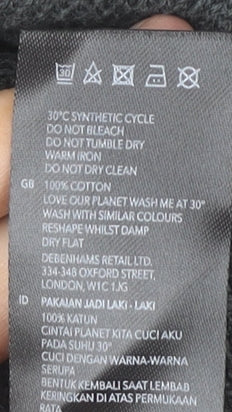 30
30°C SYNTHETIC CYCLE
DO NOT BLEACH
DO NOT TUMBLE DRY
WARM IRON
DO NOT DRY CLEAN
GB 100% COTTON
LOVE OUR PLANET WASH ME AT 30°
WASH WITH SIMILAR COLOURS
RESHAPE WHILST DAMP
DRY FLAT
DEBENHAMS RETAIL LTD.
334-348 OXFORD STREET,
LONDON, W1C 1JG
ID PAKAIAN JADI LAKI - LAKI
100% KATUN
CINTAI PLANET KITA CUCI AKU
PADA SUHU 30°
CUCI DENGAN WARNA-WARNA
SERUPA
BENTUK KEMBALI SAAT LEMBAB
KERINGKAN DI ATAS PERMUKAAN
RATA